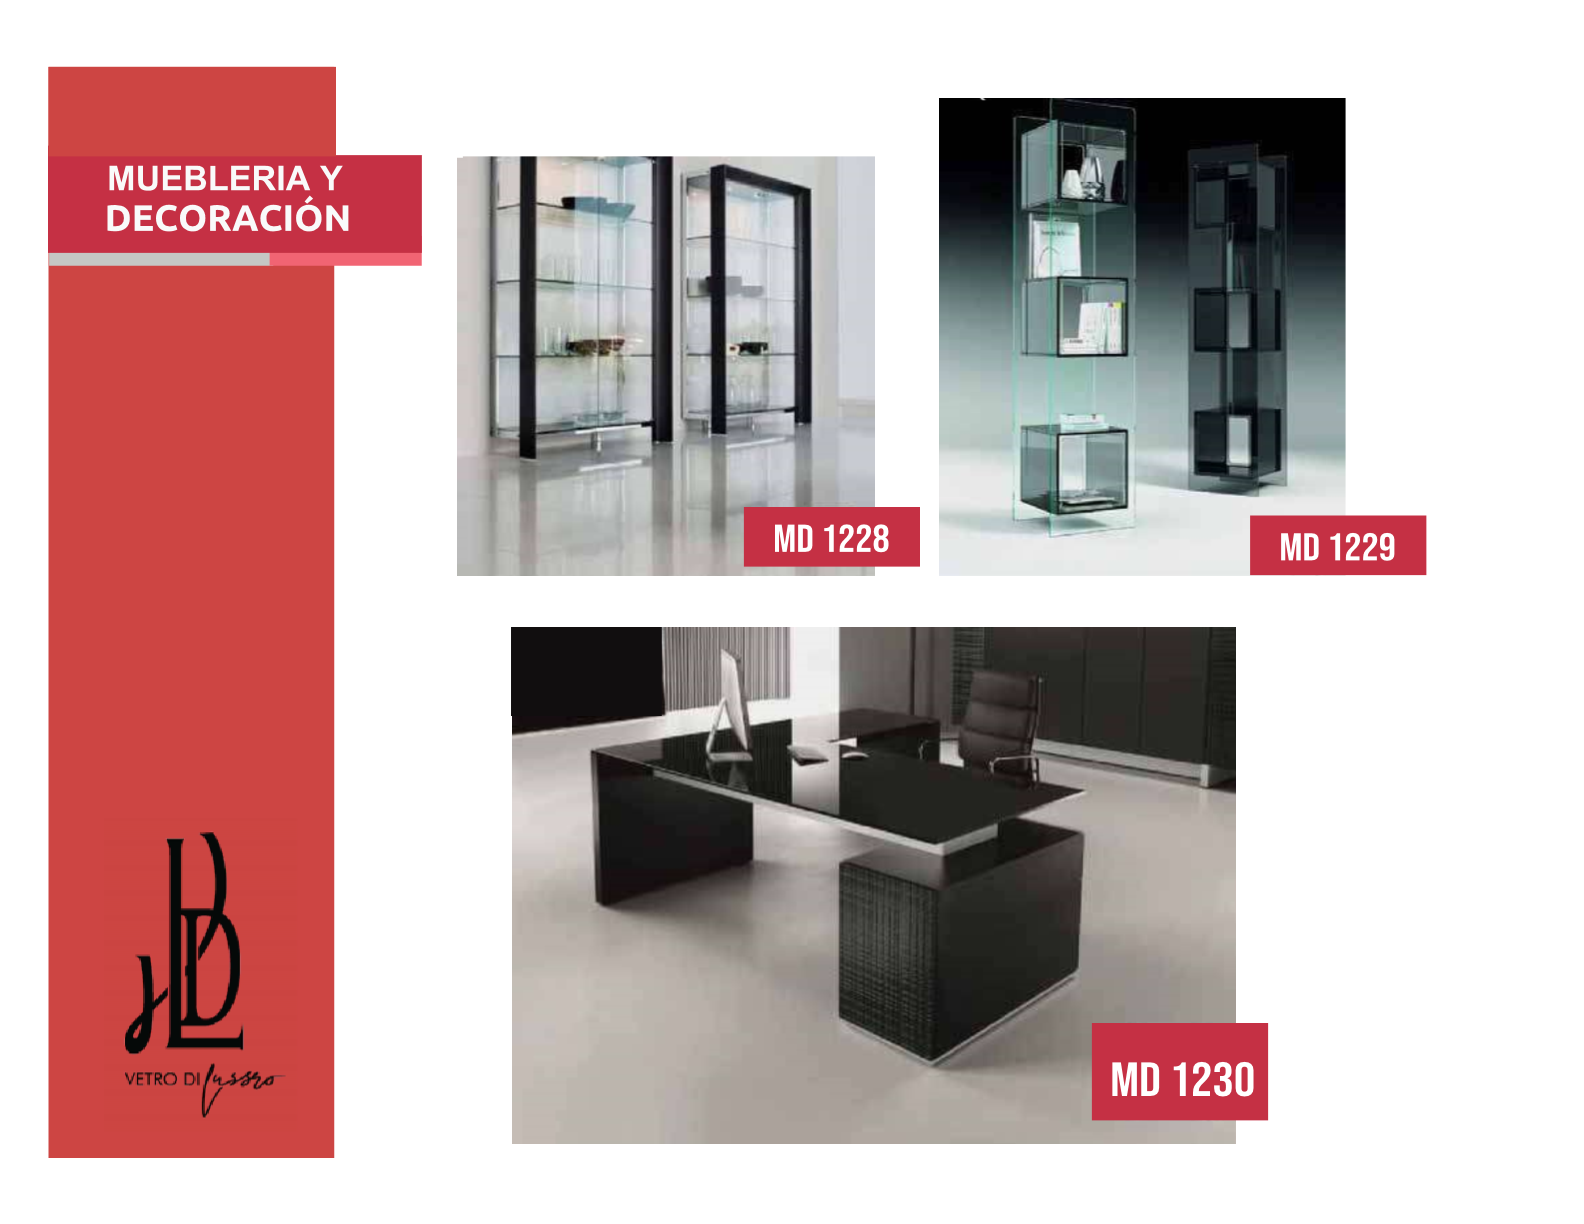 MUEBLERIA Y
DECORACIÓN
MD 1228
MD 1229
MD 1230
VETRO DI Lussro